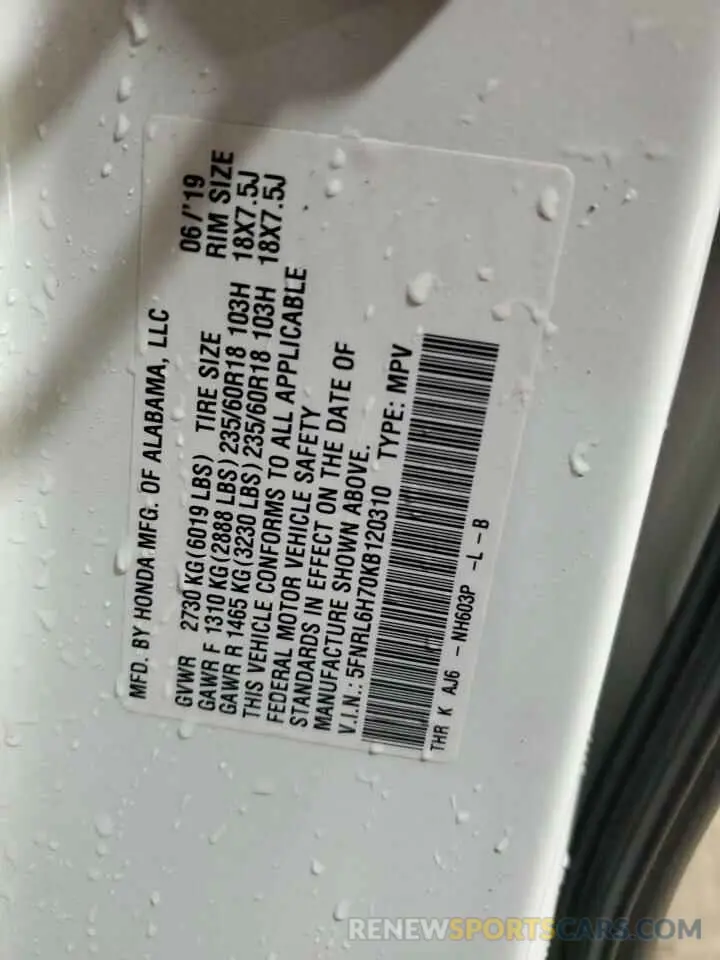 MFD. BY HONDA MFG. OF ALABAMA, LLC 06/'19
GVWR 2730 KG(6019 LBS) TIRE SIZE RIM SIZE
GAWR F 1310 KG(2888 LBS)235/60R18 103H 18X7.5J
GAWR R 1465 KG(3230 LBS)235/60R18 103H 18X7.5J
THIS VEHICLE CONFORMS TO ALL APPLICABLE
FEDERAL MOTOR VEHICLE SAFETY
STANDARDS IN EFFECT ON THE DATE OF
MANUFACTURE SHOWN ABOVE.
V.I.N.: 5FNRL6H70KB120310 TYPE: MPV
THR K AJ6 - NH603P -L -B
RENEWSPORTSCARS.COM